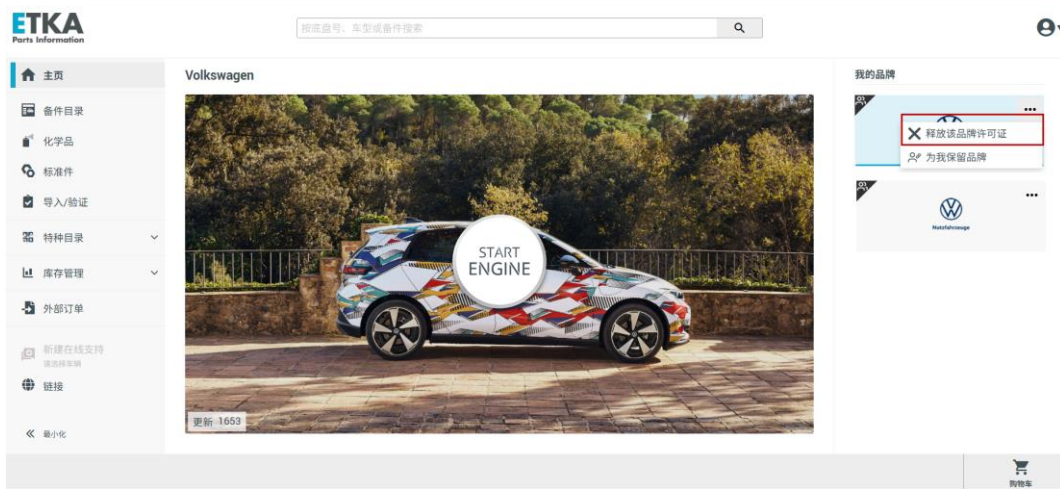 ETKA
Parts Information
按底盘号、车型或备件搜索
主页
备件目录
化学品
标准件
导入/验证
特种目录
库存管理
外部订单
新建在线支持
请选择车辆
链接
最小化
Volkswagen
START
ENGINE
更新 1653
我的品牌
释放该品牌许可证
为我保留品牌
Nutzfahrzeuge
购物车